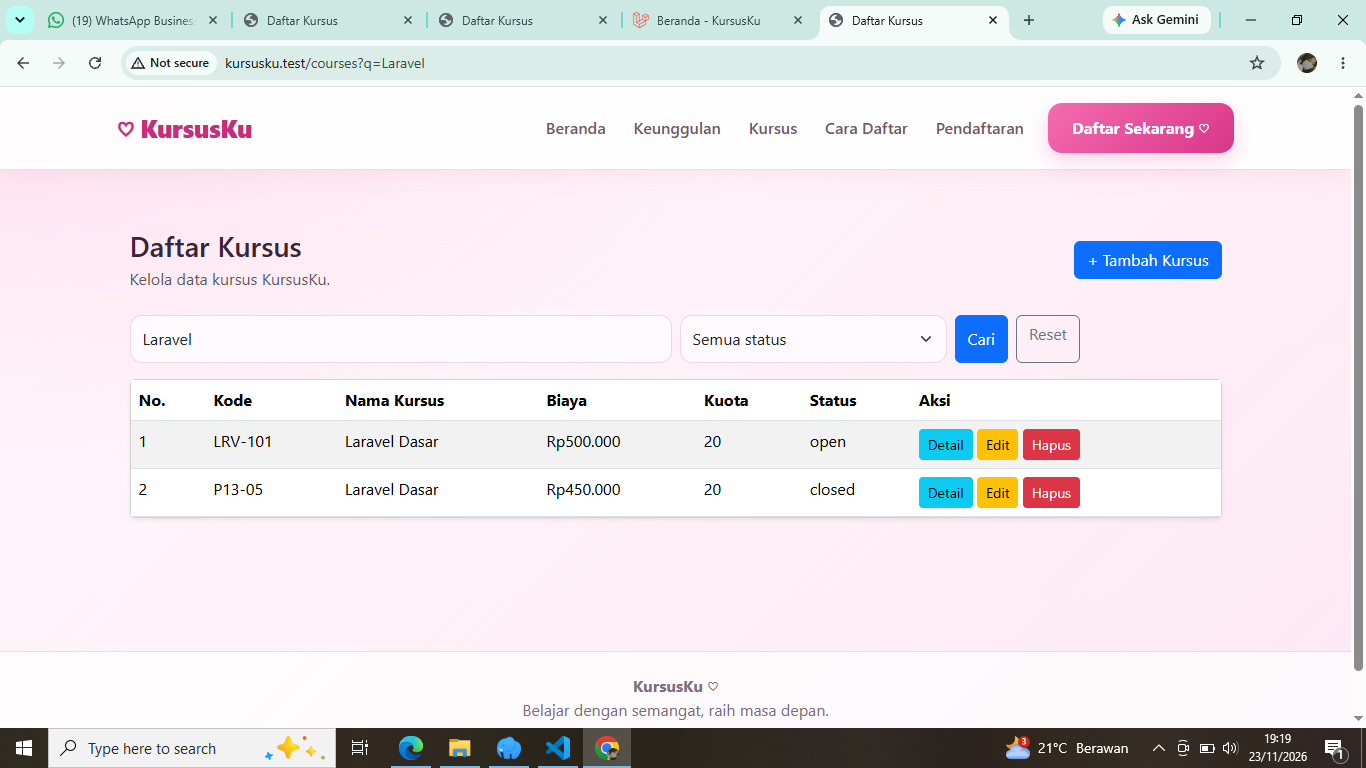 (19) WhatsApp Busines
Daftar Kursus
Daftar Kursus
Beranda - KursusKu
Daftar Kursus
Ask Gemini
Not secure
kursusku.test/courses?q=Laravel
♡ KursusKu
Beranda
Keunggulan
Kursus
Cara Daftar
Pendaftaran
Daftar Sekarang ♡
Daftar Kursus
Kelola data kursus KursusKu.
+ Tambah Kursus
Laravel
Semua status
Cari
Reset
No. Kode Nama Kursus Biaya Kuota Status Aksi
1 LRV-101 Laravel Dasar Rp500.000 20 open Detail Edit Hapus
2 P13-05 Laravel Dasar Rp450.000 20 closed Detail Edit Hapus
KursusKu ♡
Belajar dengan semangat, raih masa depan.
Type here to search
3
21°C Berawan
19:19
23/11/2026
1